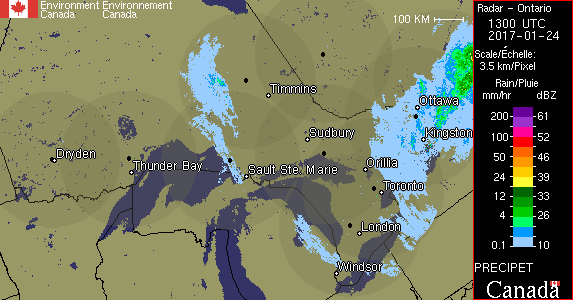 Environment Environnement
Canada Canada
100 KM
Timmins
Ottawa
Sudbury
Kingston
Dryden
Thunder Bay
Sault Ste. Marie
Orillia
Toronto
London
Windsor
Radar - Ontario
1300 UTC
2017-01-24
Scale/Échelle:
3.5 km/Pixel
Rain/Pluie
mm/hr dBZ
200 61
100 52
50 46
24 39
12 33
4 26
0.1 10
PRECIPET
Canada